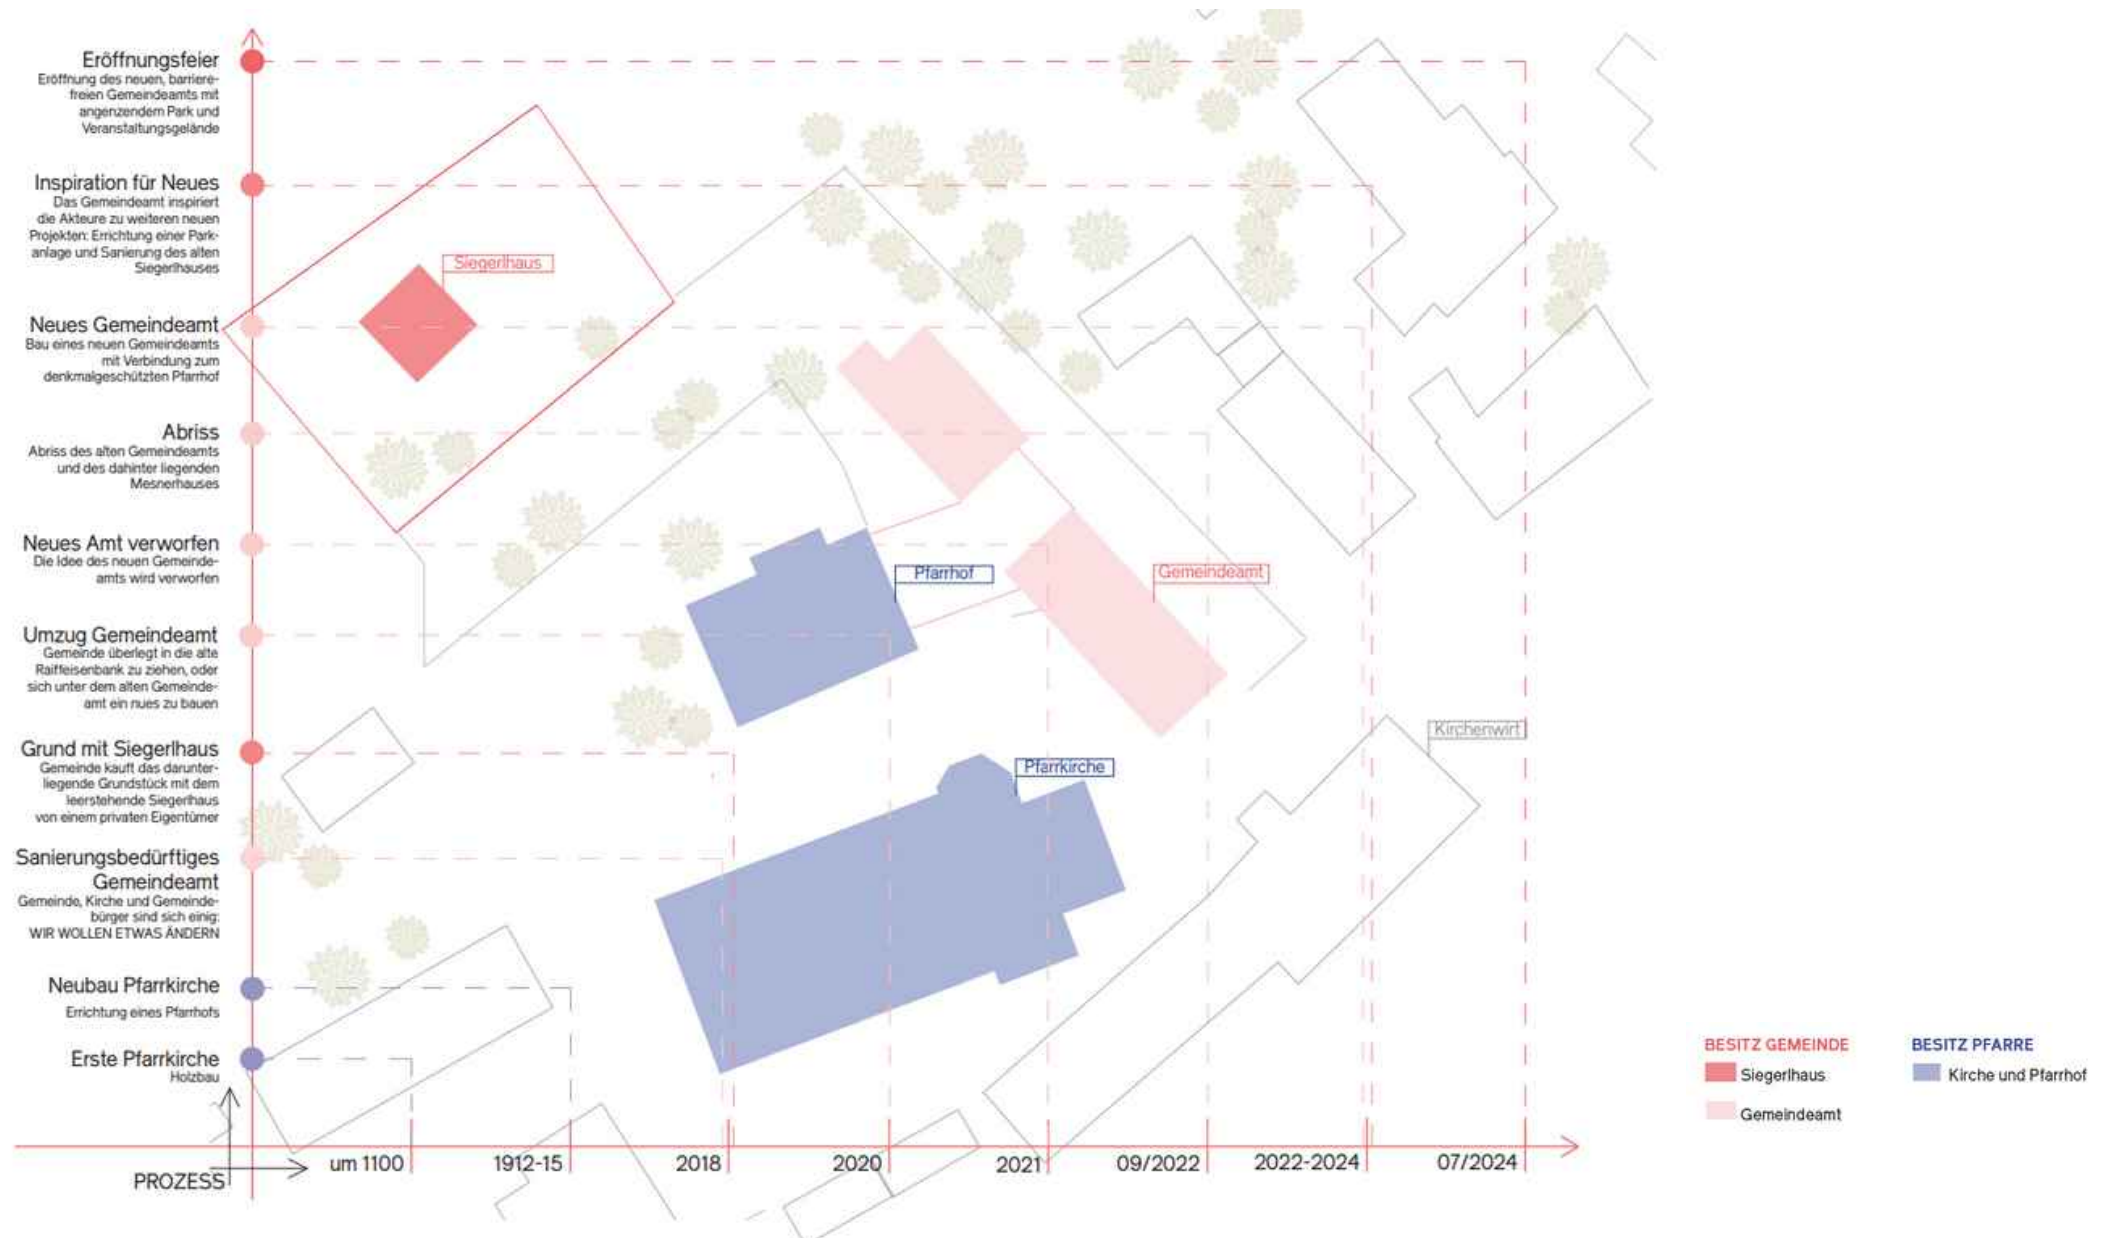 Eröffnungsfeier
Eröffnung des neuen, barriere-
freien Gemeindeamts mit
angenzendem Park und
Veranstaltungsgelände
Inspiration für Neues
Das Gemeindeamt inspiriert
die Akteure zu weiteren neuen
Projekten: Errichtung einer Park-
anlage und Sanierung des alten
Siegerlhauses
Siegerlhaus
Neues Gemeindeamt
Bau eines neuen Gemeindeamts
mit Verbindung zum
denkmalgeschützten Pfarrhof
Abriss
Abriss des alten Gemeindeamts
und des dahinter liegenden
Mesnerhauses
Neues Amt verworfen
Die Idee des neuen Gemeinde-
amts wird verworfen
Pfarrhof
Gemeindeamt
Umzug Gemeindeamt
Gemeinde überlegt in die alte
Raiffeisenbank zu ziehen, oder
sich unter dem alten Gemeinde-
amt ein nues zu bauen
Grund mit Siegerlhaus
Gemeinde kauft das darunter-
liegende Grundstück mit dem
leerstehende Siegerlhaus
von einem privaten Eigentümer
Kirchenwirt
Pfarrkirche
Sanierungsbedürftiges
Gemeindeamt
Gemeinde, Kirche und Gemeinde-
bürger sind sich einig:
WIR WOLLEN ETWAS ÄNDERN
Neubau Pfarrkirche
Errichtung eines Pfarrhofs
Erste Pfarrkirche
Holzbau
PROZESS
um 1100
1912-15
2018
2020
2021
09/2022
2022-2024
07/2024
BESITZ GEMEINDE
Siegerlhaus
Gemeindeamt
BESITZ PFARRE
Kirche und Pfarrhof